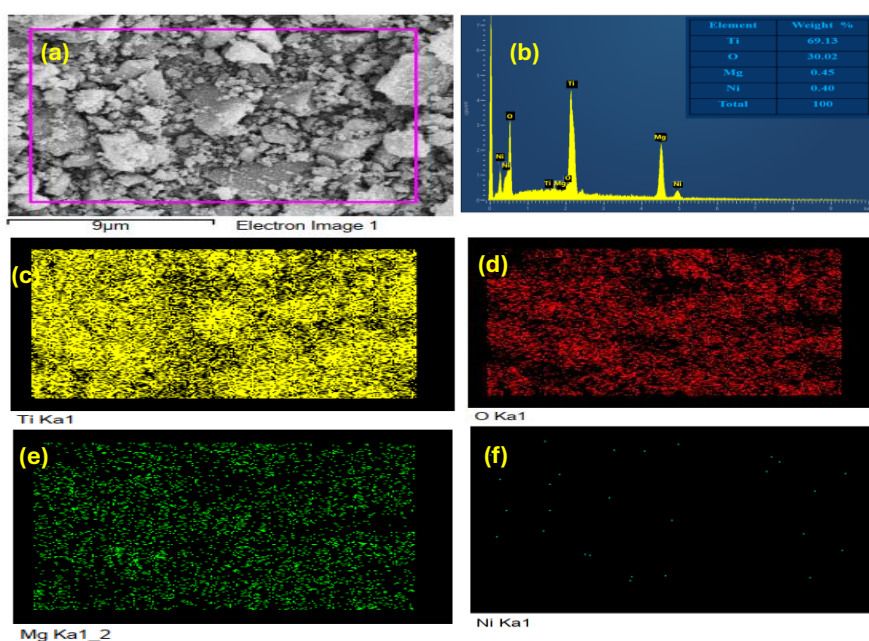 (a)
9µm Electron Image 1
(b)
Element Weight %
Ti 69.13
O 30.02
Mg 0.45
Ni 0.40
Total 100
Ti
O
Mg
Ni
Ni
Ti
Mg
O
Ni
(c)
Ti Ka1
(d)
O Ka1
(e)
Mg Ka1_2
(f)
Ni Ka1